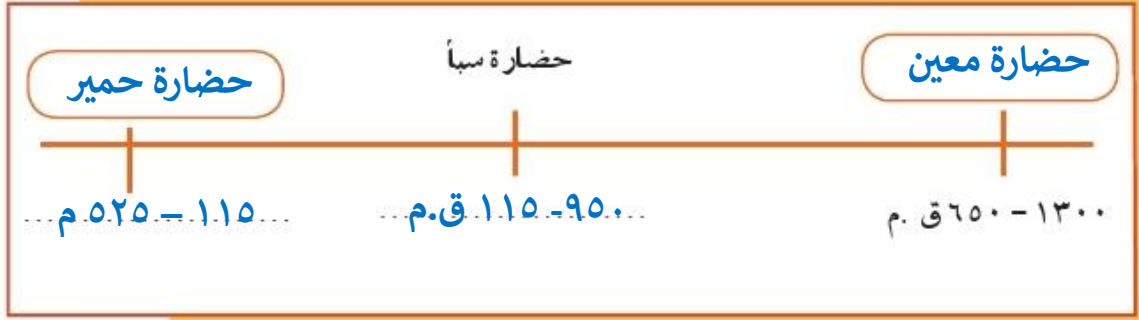 حضارة معين
حضارة سبأ
حضارة حمير
١٣٠٠ – ٦٥٠ ق .م
٩٥٠- ١١٥ ق.م
١١٥ – ٥٢٥ م